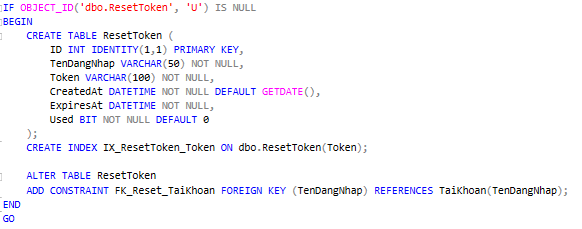 IF OBJECT_ID('dbo.ResetToken', 'U') IS NULL
BEGIN
    CREATE TABLE ResetToken (
        ID INT IDENTITY(1,1) PRIMARY KEY,
        TenDangNhap VARCHAR(50) NOT NULL,
        Token VARCHAR(100) NOT NULL,
        CreatedAt DATETIME NOT NULL DEFAULT GETDATE(),
        ExpiresAt DATETIME NOT NULL,
        Used BIT NOT NULL DEFAULT 0
    );
    CREATE INDEX IX_ResetToken_Token ON dbo.ResetToken(Token);

    ALTER TABLE ResetToken
    ADD CONSTRAINT FK_Reset_TaiKhoan FOREIGN KEY (TenDangNhap) REFERENCES TaiKhoan(TenDangNhap);
END
GO